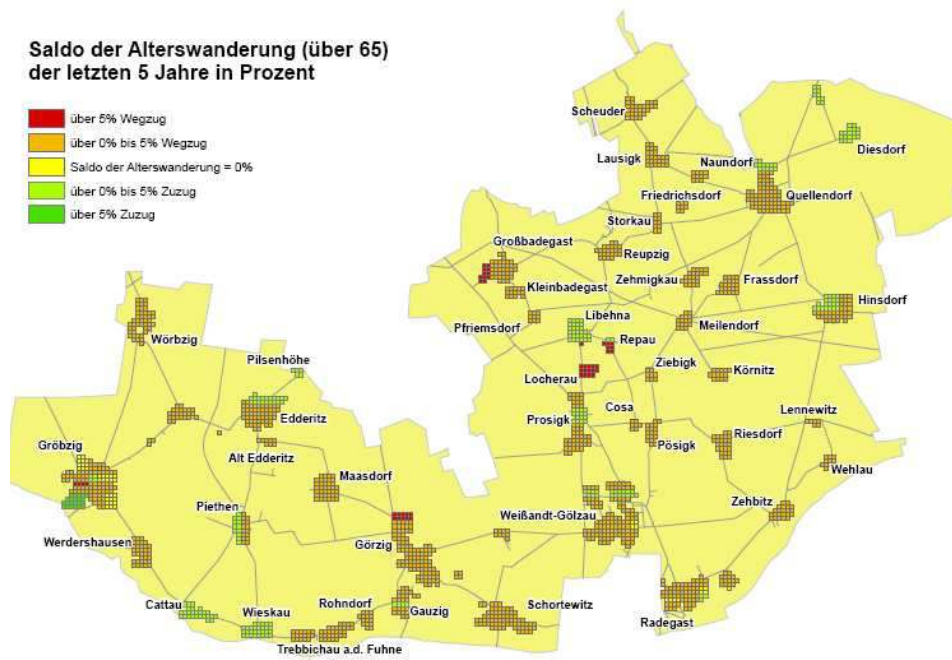 Saldo der Alterswanderung (über 65)
der letzten 5 Jahre in Prozent
über 5% Wegzug
über 0% bis 5% Wegzug
Saldo der Alterswanderung = 0%
über 0% bis 5% Zuzug
über 5% Zuzug
Scheuder
Diesdorf
Lausigk
Naundorf
Friedrichsdorf
Quellendorf
Storkau
Großbadegast
Reupzig
Zehmigkau
Frassdorf
Kleinbadegast
Hinsdorf
Libehna
Pfriemsdorf
Meilendorf
Wörbzig
Repau
Pilsenhöhe
Ziebigk
Körnitz
Locherau
Edderitz
Cosa
Lennewitz
Prosigk
Gröbzig
Pösigk
Riesdorf
Alt Edderitz
Maasdorf
Wehlau
Piethen
Weißandt-Gölzau
Zehbitz
Werdershausen
Görzig
Cattau
Wieskau
Rohndorf
Gauzig
Schortewitz
Radegast
Trebbichau a.d. Fuhne